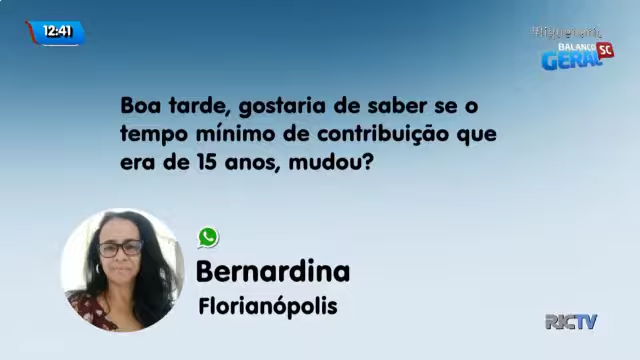 12:41
BALANÇO
GERAL SC
Boa tarde, gostaria de saber se o
tempo mínimo de contribuição que
era de 15 anos, mudou?
Bernardina
Florianópolis
RICTV